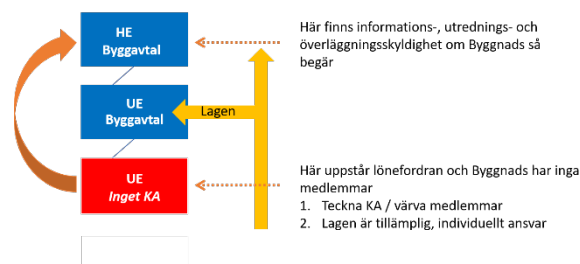 HE
Byggavtal
Här finns informations-, utrednings- och
överläggningsskyldighet om Byggnads så
begär
UE
Byggavtal
Lagen
UE
Inget KA
Här uppstår lönefordran och Byggnads har inga
medlemmar
1. Teckna KA / värva medlemmar
2. Lagen är tillämplig, individuellt ansvar